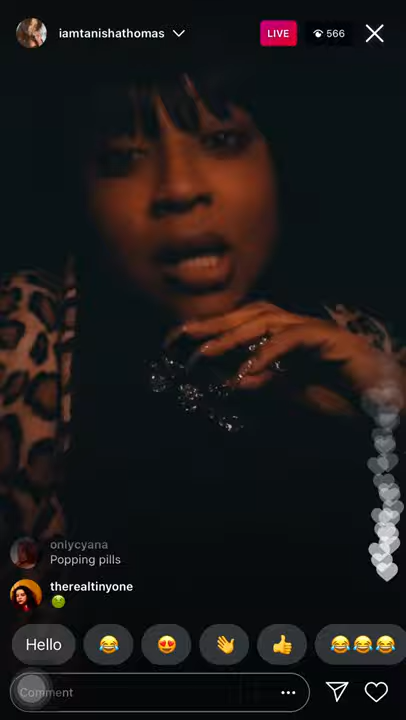 iamtanishathomas
LIVE
566
onlycyana
Popping pills
therealtinyone
🤢
Hello 😂 😍 👋 👍 😂😂😂
Comment